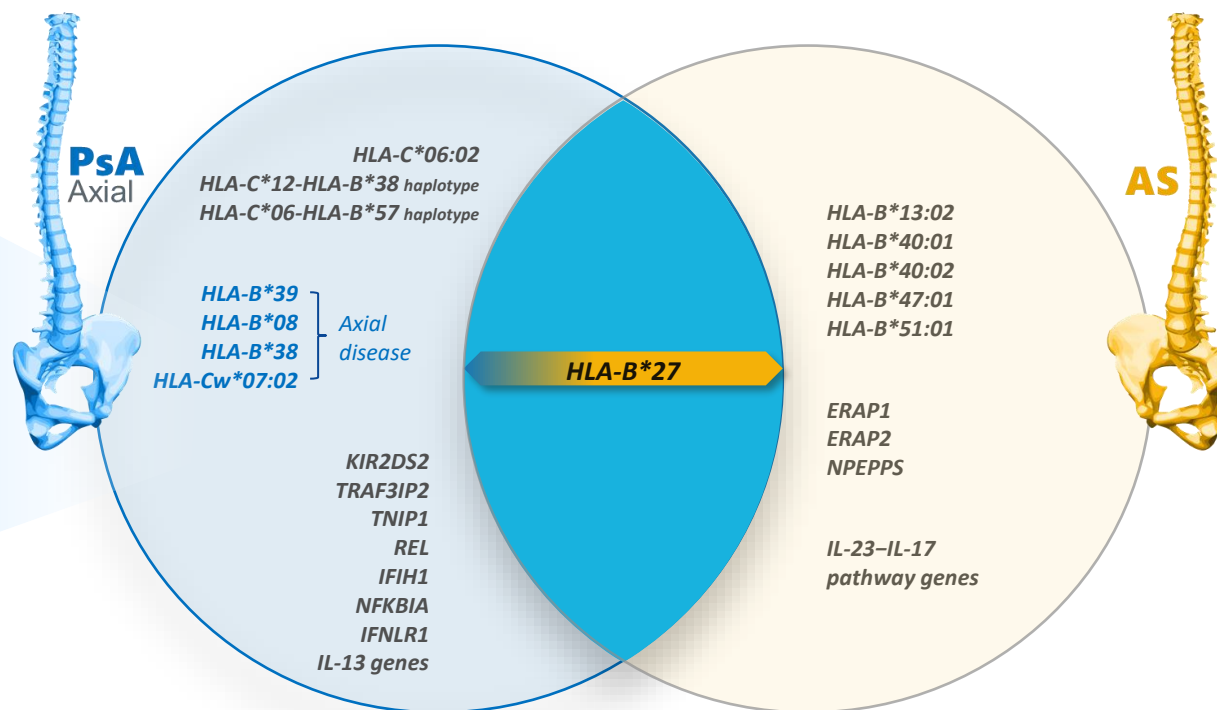 PsA
Axial
HLA-C*06:02
HLA-C*12-HLA-B*38 haplotype
HLA-C*06-HLA-B*57 haplotype
HLA-B*39
HLA-B*08
HLA-B*38
HLA-Cw*07:02
Axial
disease
KIR2DS2
TRAF3IP2
TNIP1
REL
IFIH1
NFKBIA
IFNLR1
IL-13 genes
HLA-B*27
AS
HLA-B*13:02
HLA-B*40:01
HLA-B*40:02
HLA-B*47:01
HLA-B*51:01
ERAP1
ERAP2
NPEPPS
IL-23–IL-17
pathway genes